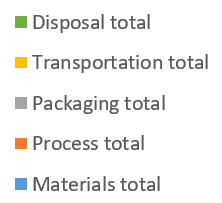 Disposal total
Transportation total
Packaging total
Process total
Materials total